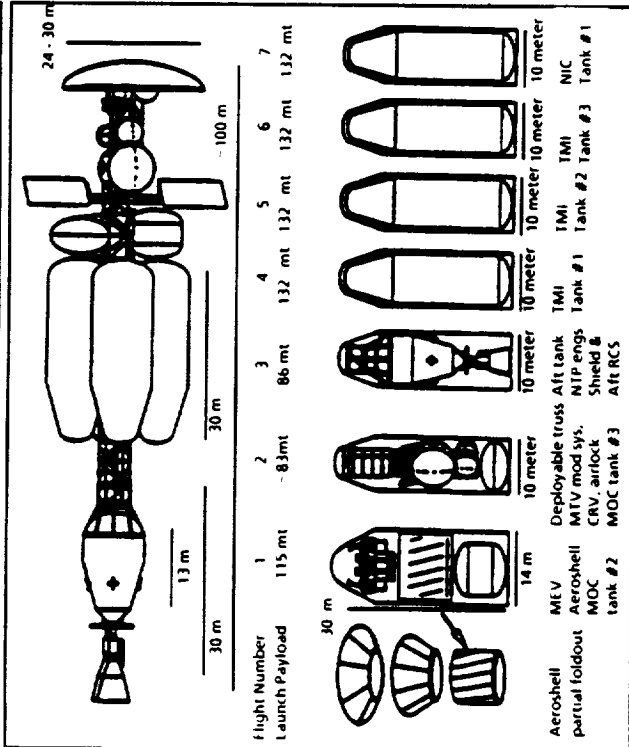 24 - 30 m
~100 m
30 m
13 m
30 m
Flight Number 1 2 3 4 5 6 7
Launch Payload 115 mt ~83mt 86 mt 132 mt 132 mt 132 mt 132 mt
30 m
14 m
10 meter
10 meter
10 meter
10 meter
10 meter
10 meter
Aeroshell
partial foldout
MEV
Aeroshell
MOC
tank #2
Deployable truss
MTV mod sys.
CRV, airlock
MOC tank #3
Aft tank
NTP engs
Shield &
Aft RCS
TMI
Tank #1
TMI
Tank #2
TMI
Tank #3
NIC
Tank #1